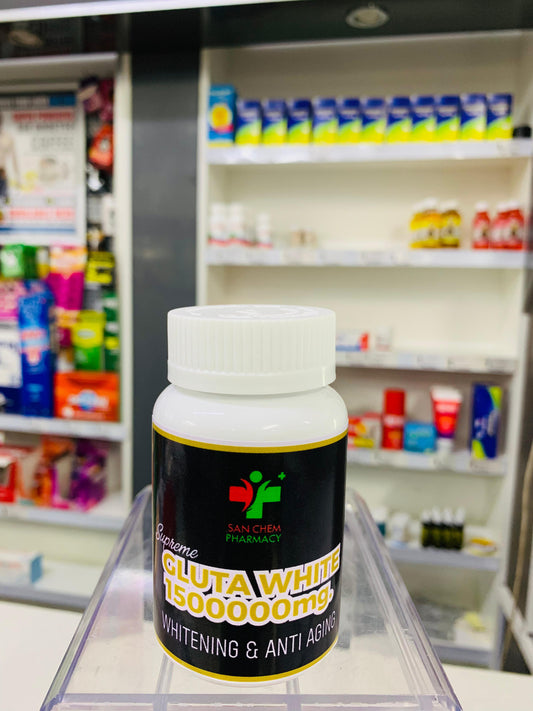 SAN CHEM
PHARMACY
Supreme
GLUTA WHITE
1500000mg.
WHITENING & ANTI AGING